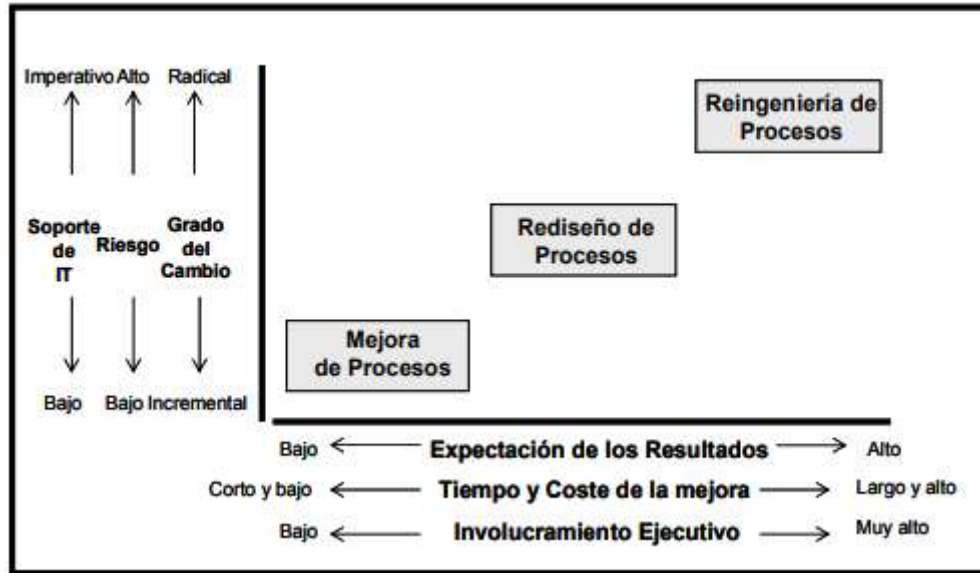 Imperativo Alto Radical
Reingeniería de
Procesos
Soporte
de
IT
Riesgo
Grado
del
Cambio
Rediseño de
Procesos
Mejora
de Procesos
Bajo Bajo Incremental
Bajo Expectación de los Resultados Alto
Corto y bajo Tiempo y Coste de la mejora Largo y alto
Bajo Involucramiento Ejecutivo Muy alto